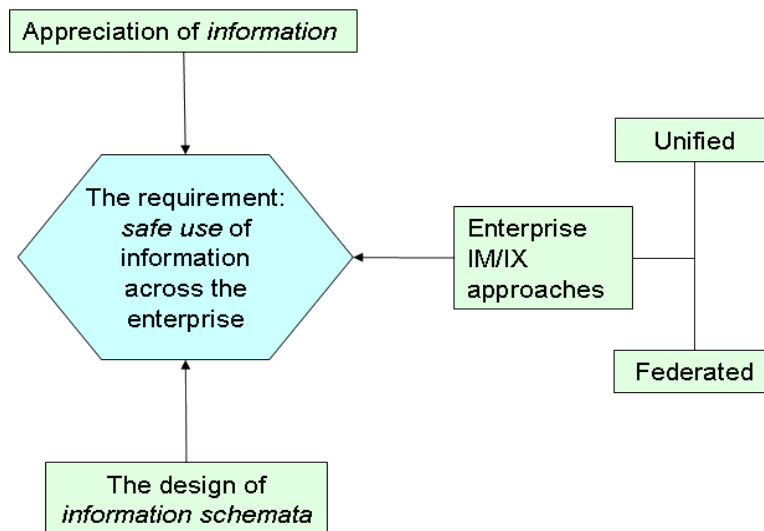 Appreciation of information
The requirement:
safe use of
information
across the
enterprise
Unified
Enterprise
IM/IX
approaches
Federated
The design of
information schemata